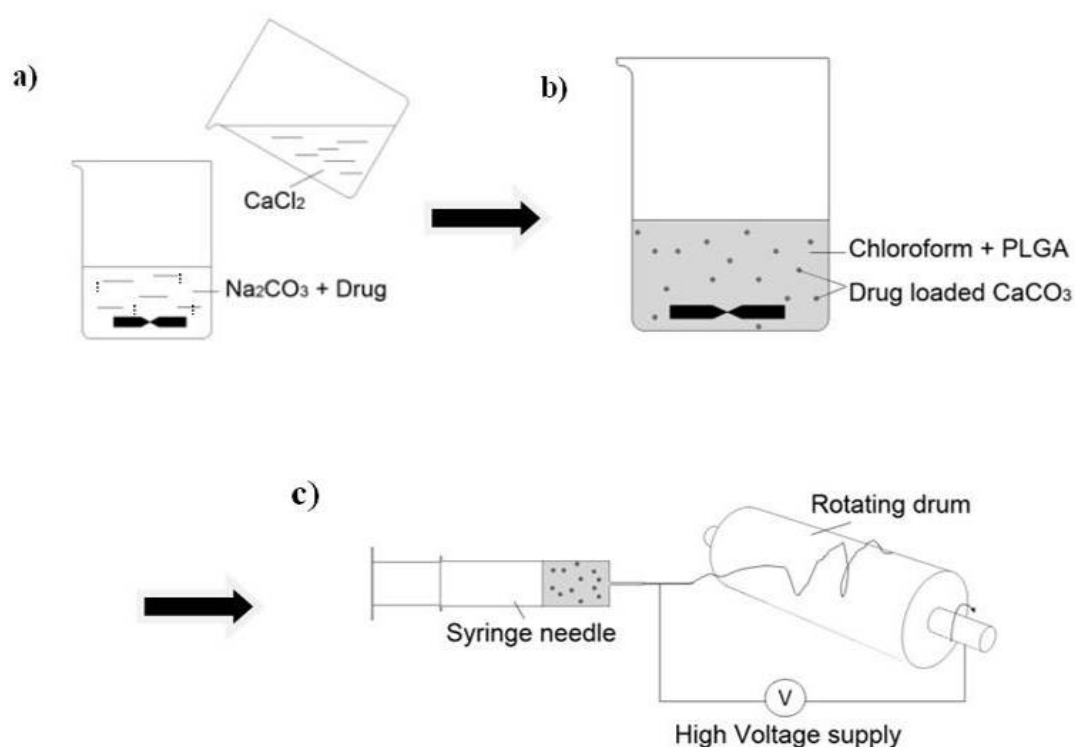 a)
CaCl₂
Na₂CO₃ + Drug
b)
Chloroform + PLGA
Drug loaded CaCO₃
c)
Rotating drum
Syringe needle
V
High Voltage supply